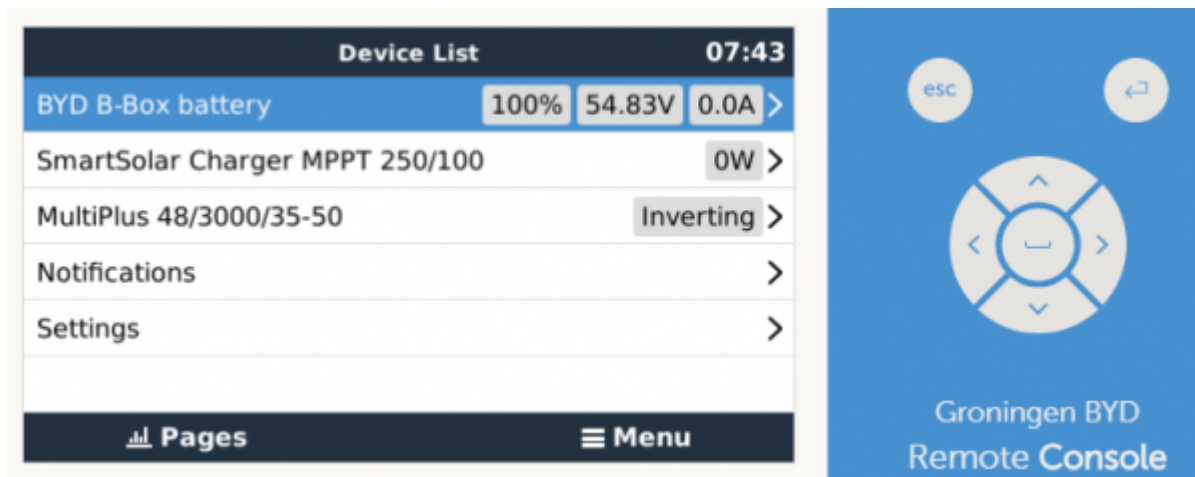 Device List 07:43
BYD B-Box battery 100% 54.83V 0.0A
SmartSolar Charger MPPT 250/100 0W
MultiPlus 48/3000/35-50 Inverting
Notifications
Settings
Pages Menu
esc
Groningen BYD
Remote Console